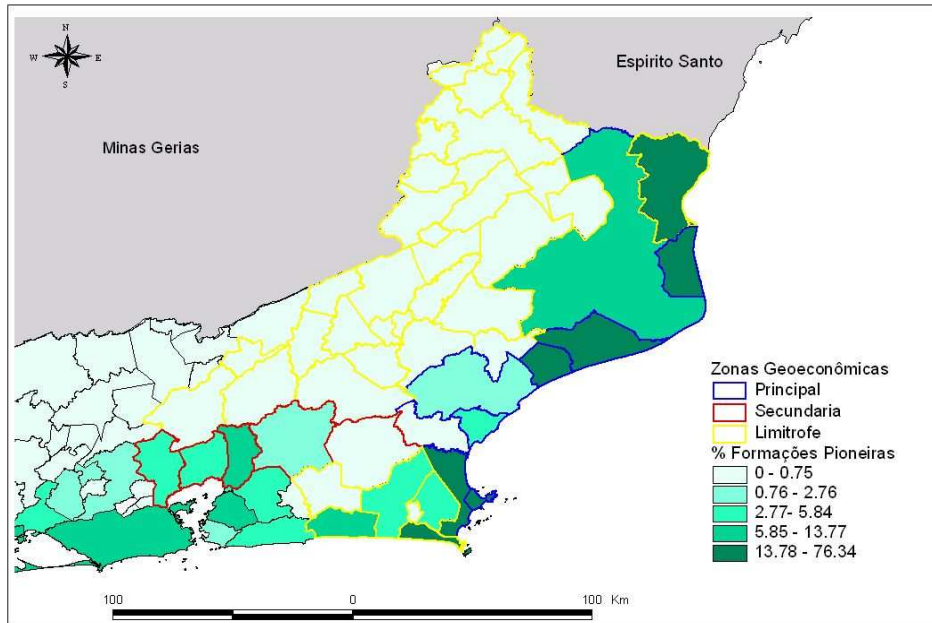 N
W E
S
Espirito Santo
Minas Gerias
Zonas Geoeconômicas
Principal
Secundaria
Limitrofe
% Formações Pioneiras
0 - 0.75
0.76 - 2.76
2.77- 5.84
5.85 - 13.77
13.78 - 76.34
100 0 100 Km